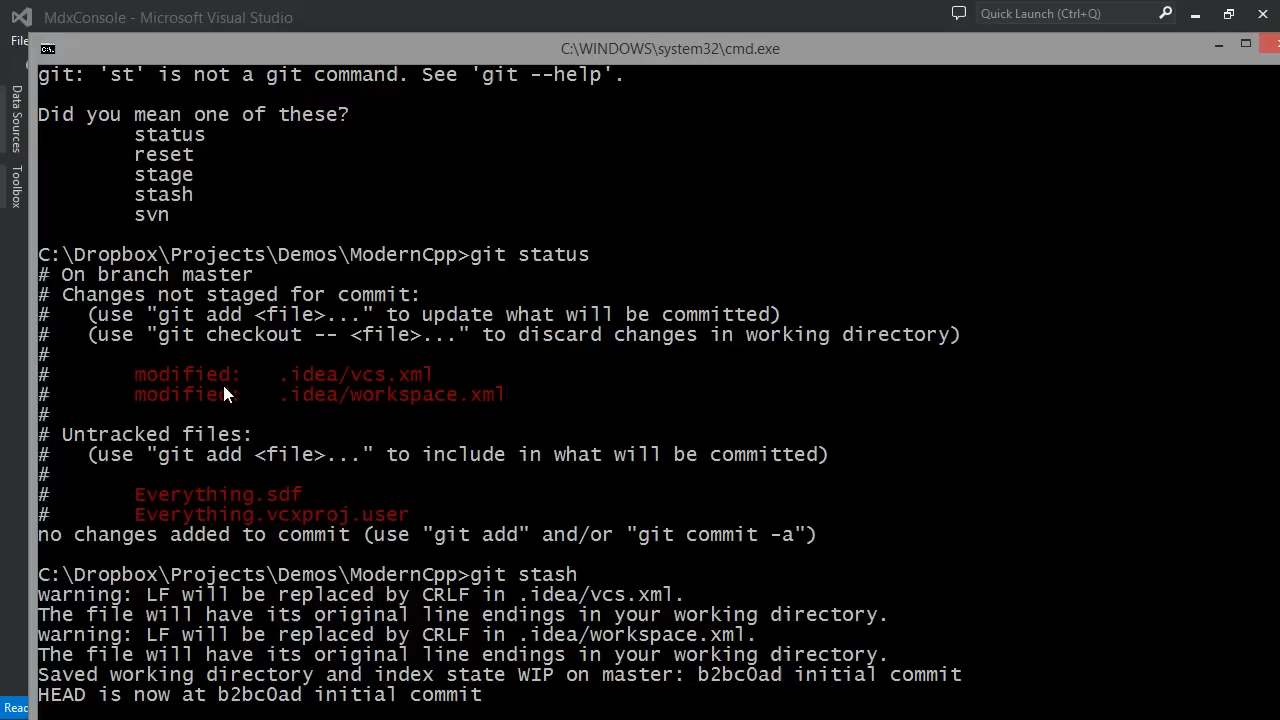 MdxConsole - Microsoft Visual Studio
Quick Launch (Ctrl+Q)
File
C:\WINDOWS\system32\cmd.exe
Data Sources
Toolbox
git: 'st' is not a git command. See 'git --help'.
Did you mean one of these?
status
reset
stage
stash
svn
C:\Dropbox\Projects\Demos\ModernCpp>git status
# On branch master
# Changes not staged for commit:
#   (use "git add <file>..." to update what will be committed)
#   (use "git checkout -- <file>..." to discard changes in working directory)
#
#       modified:   .idea/vcs.xml
#       modified:   .idea/workspace.xml
#
# Untracked files:
#   (use "git add <file>..." to include in what will be committed)
#
#       Everything.sdf
#       Everything.vcxproj.user
no changes added to commit (use "git add" and/or "git commit -a")
C:\Dropbox\Projects\Demos\ModernCpp>git stash
warning: LF will be replaced by CRLF in .idea/vcs.xml.
The file will have its original line endings in your working directory.
warning: LF will be replaced by CRLF in .idea/workspace.xml.
The file will have its original line endings in your working directory.
Saved working directory and index state WIP on master: b2bc0ad initial commit
HEAD is now at b2bc0ad initial commit